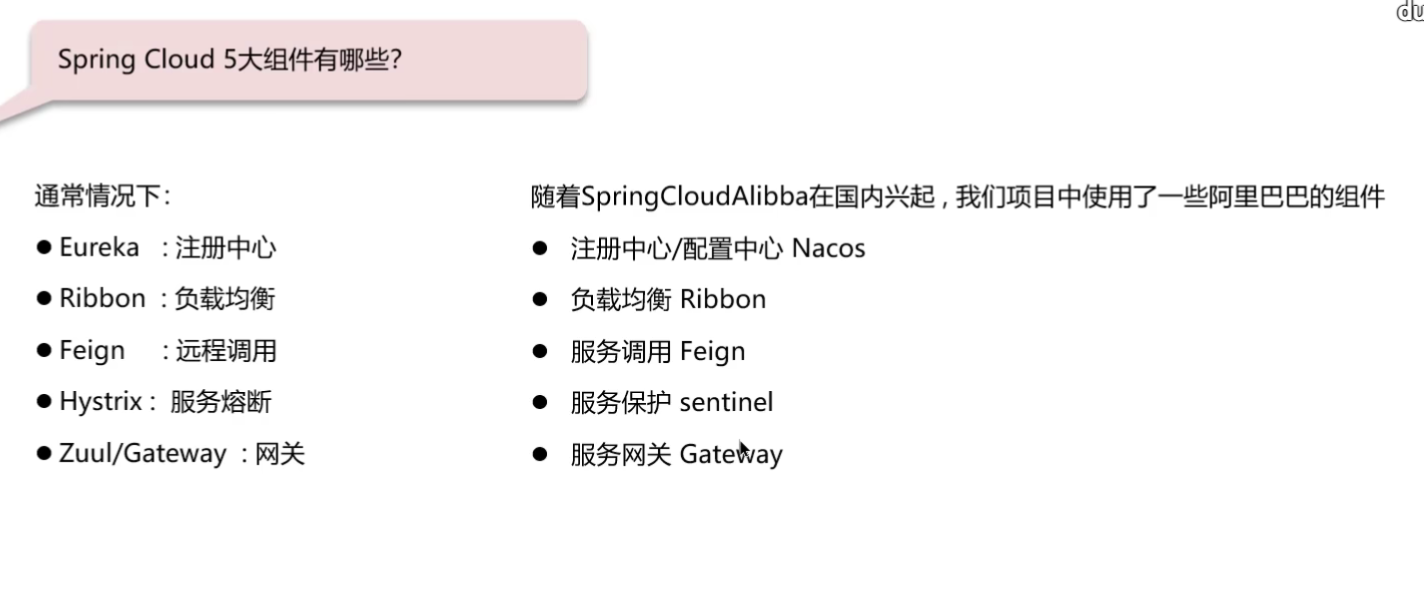 du
Spring Cloud 5大组件有哪些?
通常情况下:
●Eureka : 注册中心
●Ribbon : 负载均衡
●Feign : 远程调用
●Hystrix : 服务熔断
●Zuul/Gateway : 网关
随着SpringCloudAlibba在国内兴起 , 我们项目中使用了一些阿里巴巴的组件
● 注册中心/配置中心 Nacos
● 负载均衡 Ribbon
● 服务调用 Feign
● 服务保护 sentinel
● 服务网关 Gateway